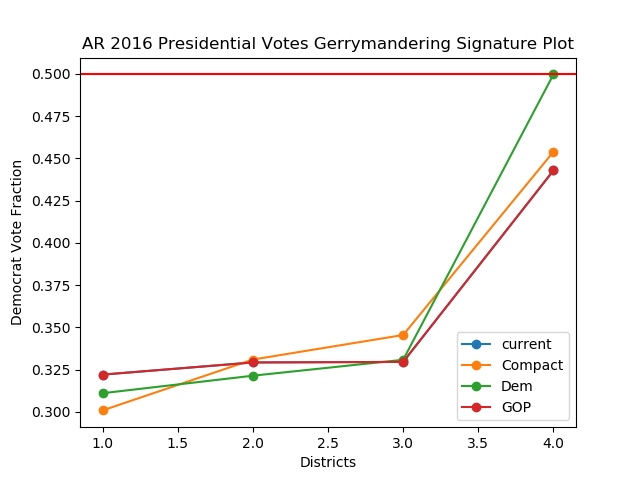 AR 2016 Presidential Votes Gerrymandering Signature Plot
0.500
0.475
0.450
0.425
0.400
0.375
0.350
0.325
0.300
Democrat Vote Fraction
current
Compact
Dem
GOP
1.0 1.5 2.0 2.5 3.0 3.5 4.0
Districts